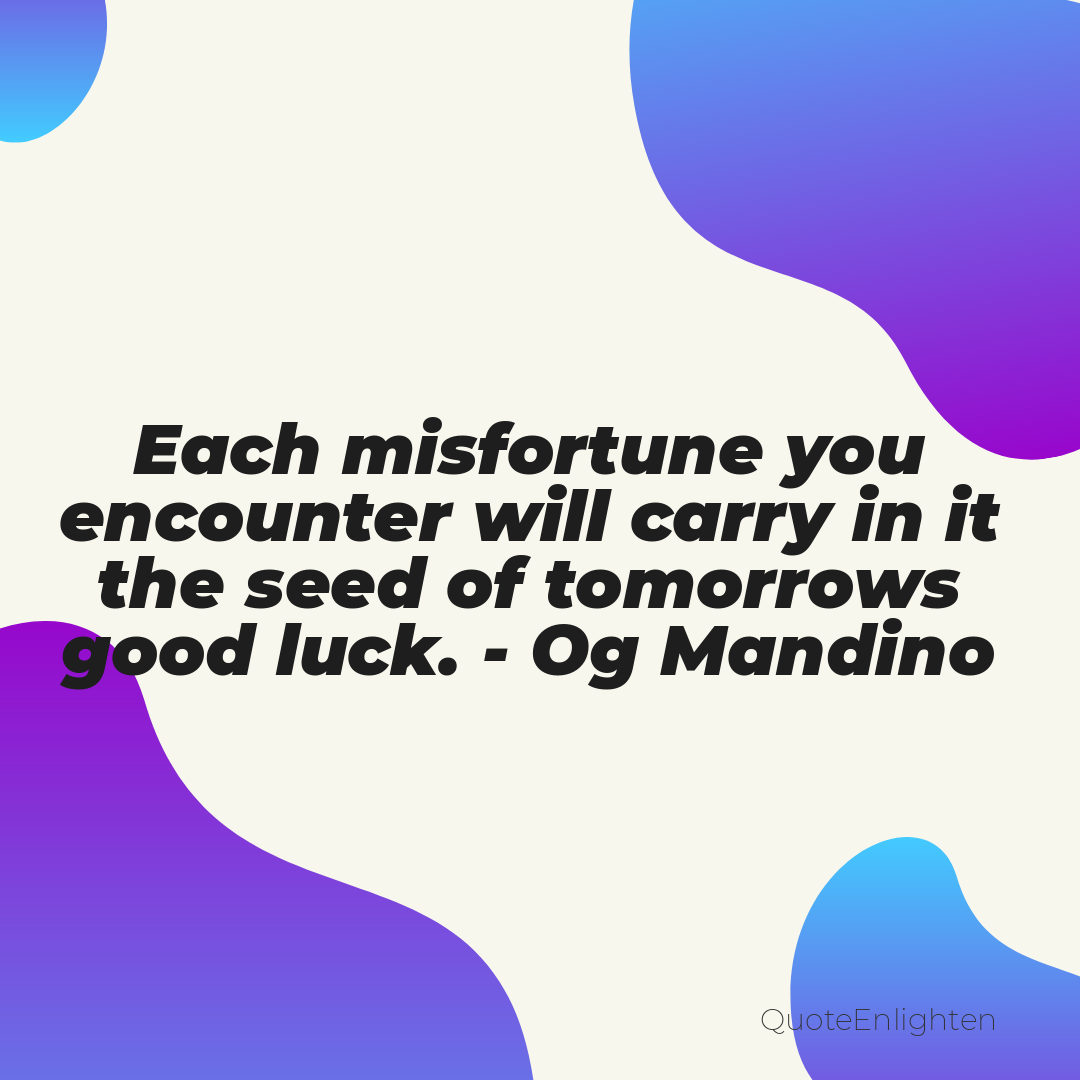 Each misfortune you
encounter will carry in it
the seed of tomorrows
good luck. - Og Mandino
QuoteEnlighten